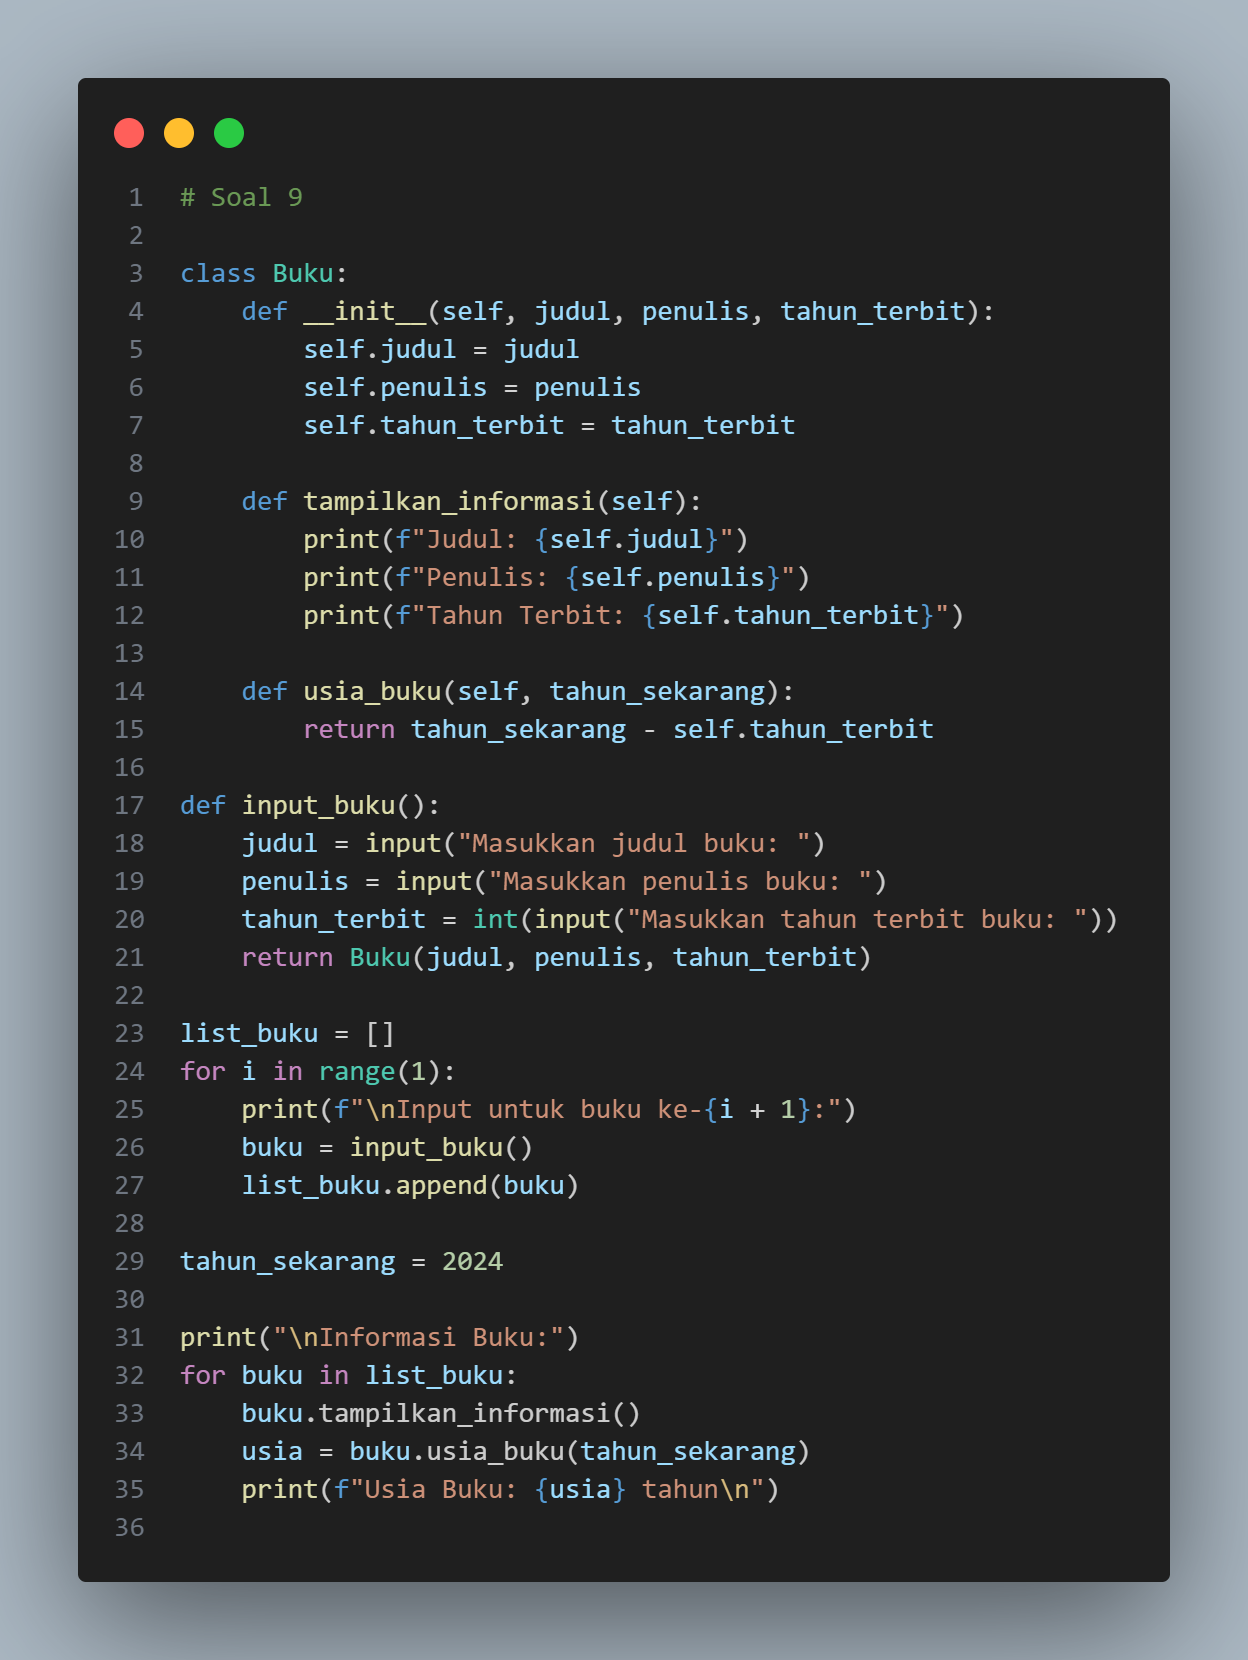 1 # Soal 9
2
3 class Buku:
4     def __init__(self, judul, penulis, tahun_terbit):
5         self.judul = judul
6         self.penulis = penulis
7         self.tahun_terbit = tahun_terbit
8
9     def tampilkan_informasi(self):
10         print(f"Judul: {self.judul}")
11         print(f"Penulis: {self.penulis}")
12         print(f"Tahun Terbit: {self.tahun_terbit}")
13
14     def usia_buku(self, tahun_sekarang):
15         return tahun_sekarang - self.tahun_terbit
16
17 def input_buku():
18     judul = input("Masukkan judul buku: ")
19     penulis = input("Masukkan penulis buku: ")
20     tahun_terbit = int(input("Masukkan tahun terbit buku: "))
21     return Buku(judul, penulis, tahun_terbit)
22
23 list_buku = []
24 for i in range(1):
25     print(f"\nInput untuk buku ke-{i + 1}:")
26     buku = input_buku()
27     list_buku.append(buku)
28
29 tahun_sekarang = 2024
30
31 print("\nInformasi Buku:")
32 for buku in list_buku:
33     buku.tampilkan_informasi()
34     usia = buku.usia_buku(tahun_sekarang)
35     print(f"Usia Buku: {usia} tahun\n")
36